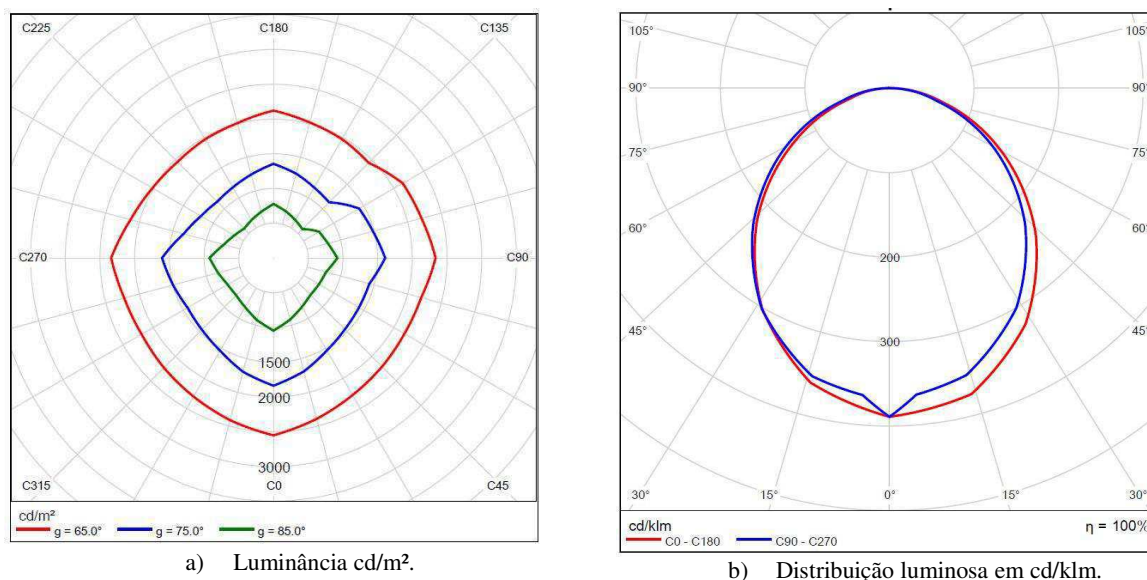 C225
C180
C135
C270
C90
1500
2000
3000
C315
C0
C45
cd/m²
g = 65.0°
g = 75.0°
g = 85.0°
a) Luminância cd/m².
105°
105°
90°
90°
75°
75°
60°
60°
200
45°
45°
300
30°
15°
0°
15°
30°
cd/klm
η = 100%
C0 - C180
C90 - C270
b) Distribuição luminosa em cd/klm.